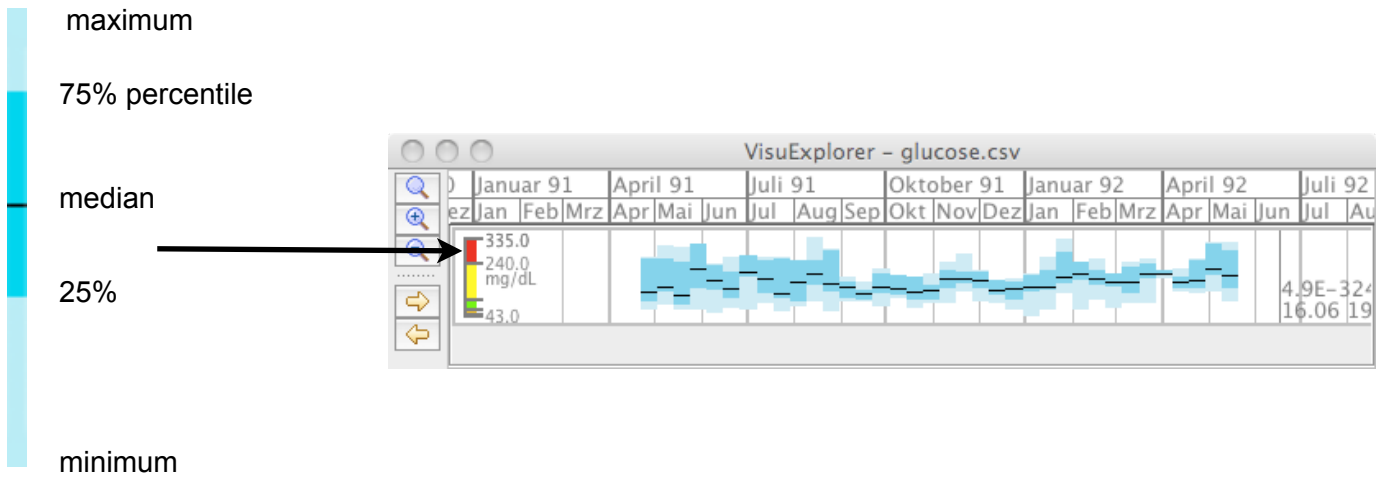 maximum
75% percentile
median
25%
minimum
VisuExplorer – glucose.csv
Januar 91 April 91 Juli 91 Oktober 91 Januar 92 April 92 Juli 92
ez Jan Feb Mrz Apr Mai Jun Jul Aug Sep Okt Nov Dez Jan Feb Mrz Apr Mai Jun Jul Au
335.0
240.0
mg/dL
43.0
4.9E-324
16.06 19